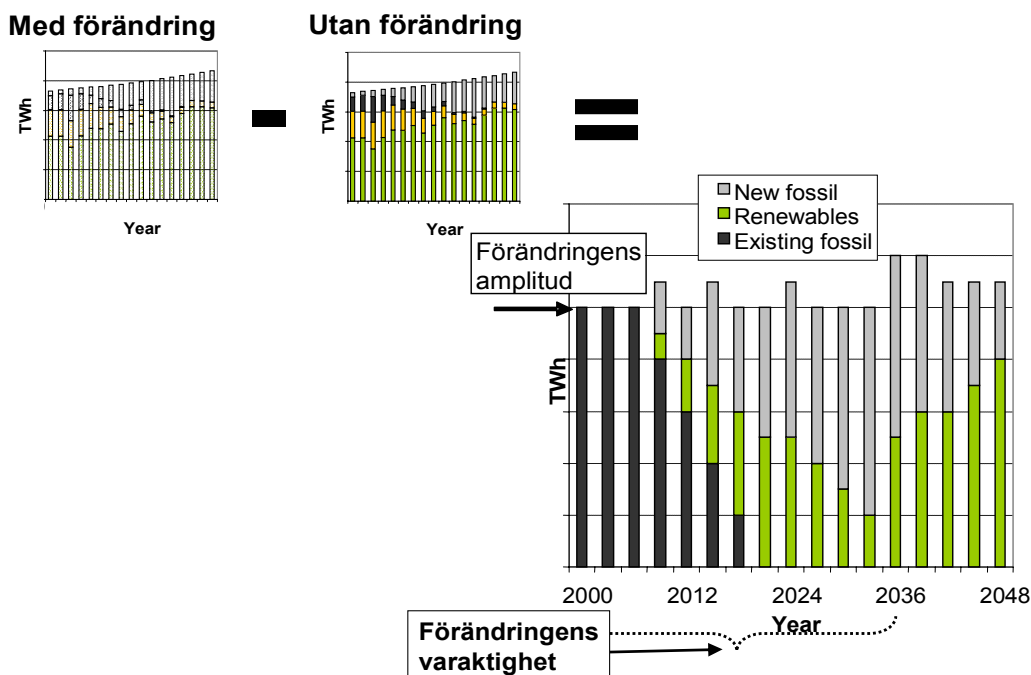 Med förändring
Utan förändring
TWh
TWh
Year
Year
New fossil
Renewables
Existing fossil
Förändringens
amplitud
TWh
2000 2012 2024 2036 2048
Year
Förändringens
varaktighet